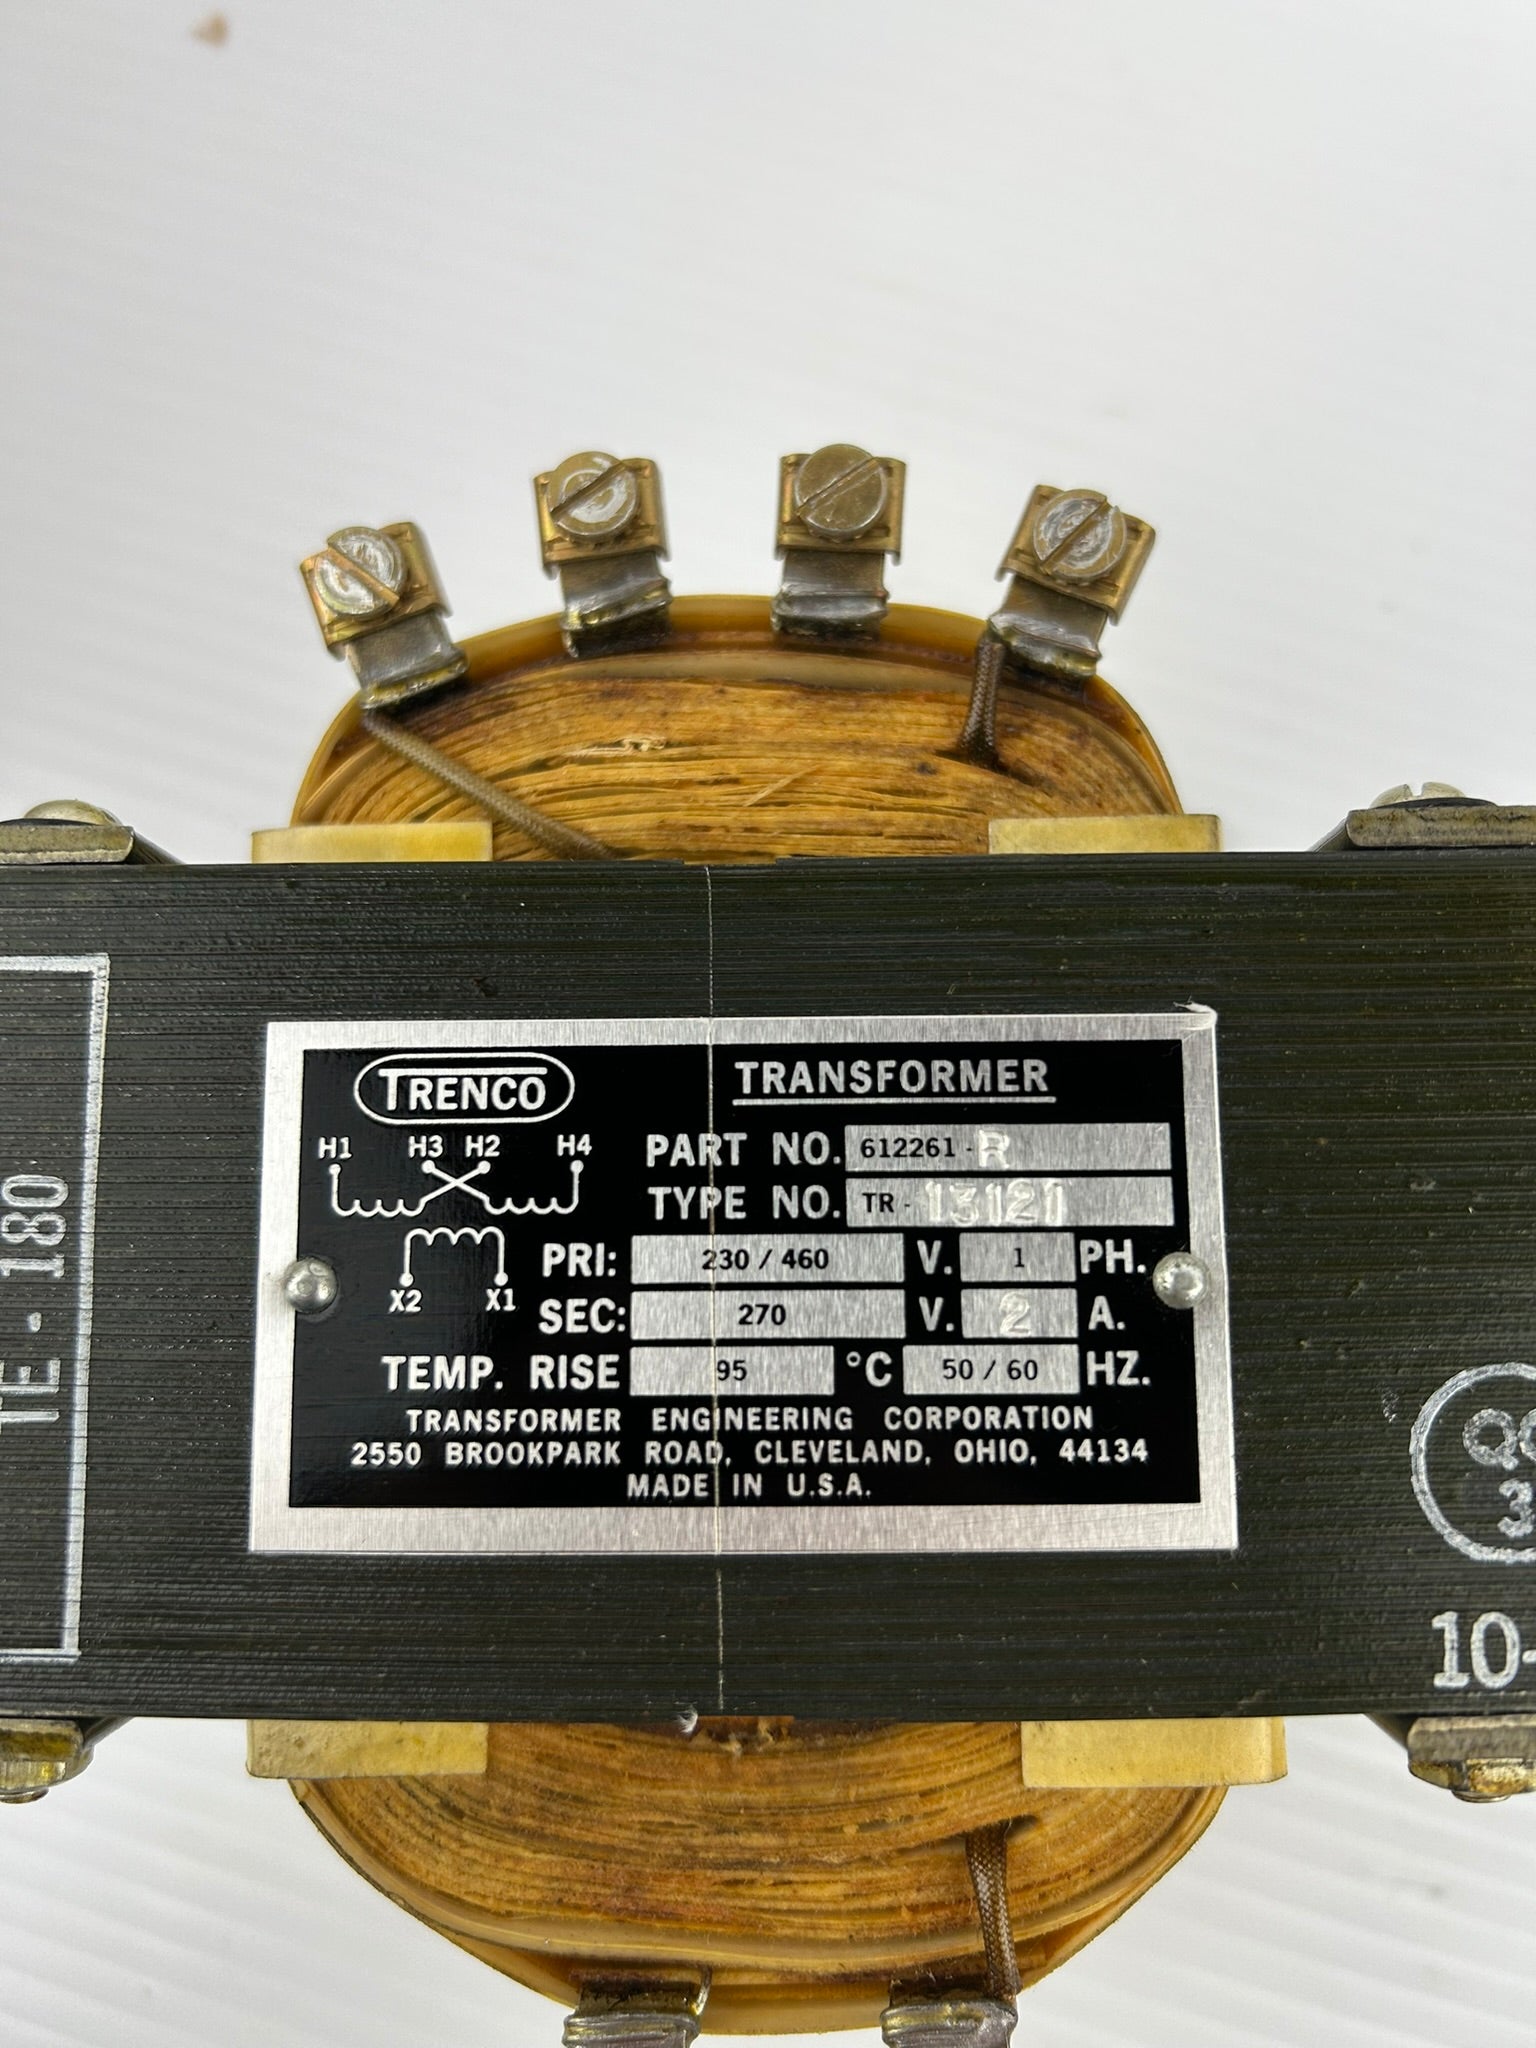 TRENCO
TRANSFORMER
H1 H3 H2 H4
X2 X1
PART NO. 612261-R
TYPE NO. TR-13121
PRI: 230 / 460 V. 1 PH.
SEC: 270 V. 2 A.
TEMP. RISE 95 °C 50 / 60 HZ.
TRANSFORMER ENGINEERING CORPORATION
2550 BROOKPARK ROAD, CLEVELAND, OHIO, 44134
MADE IN U.S.A.
TE-180
10-